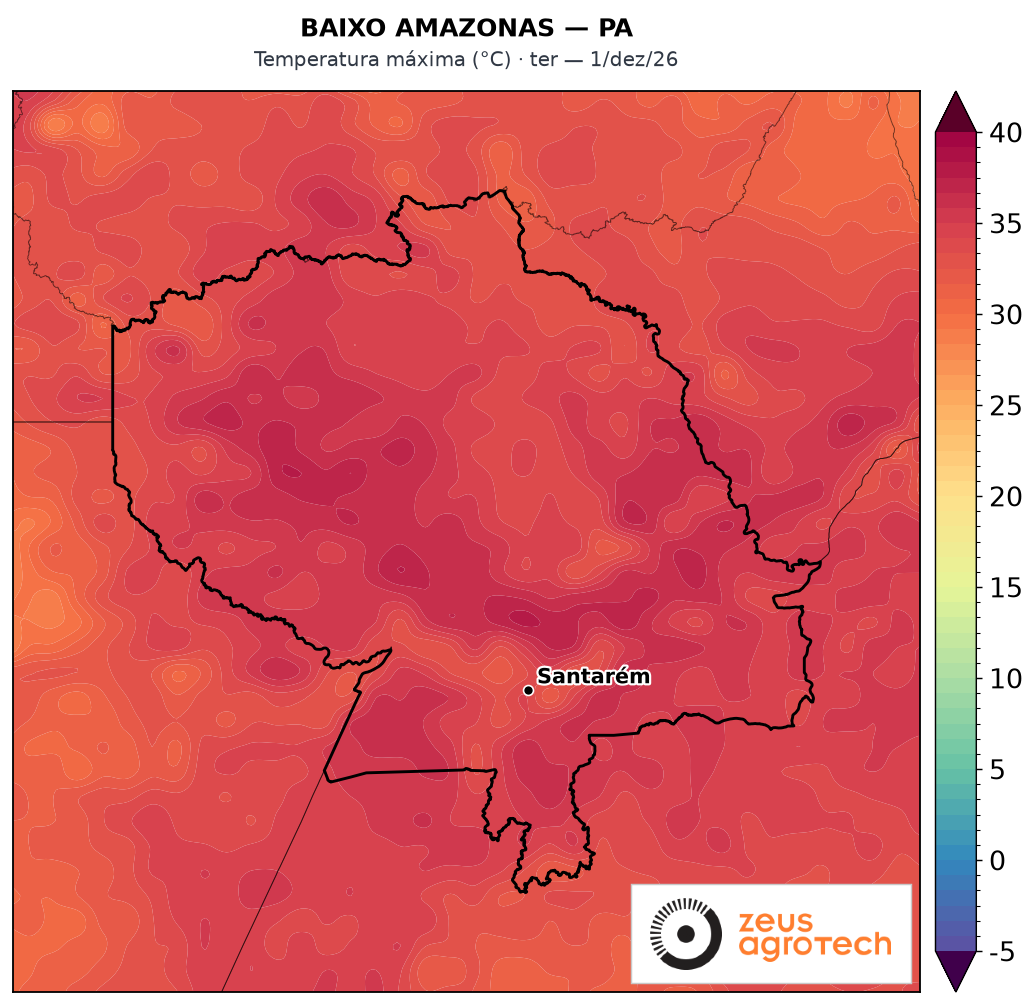 BAIXO AMAZONAS — PA
Temperatura máxima (°C) · ter — 1/dez/26
40
35
30
25
20
15
10
5
0
-5
Santarém
zeus
agrotech